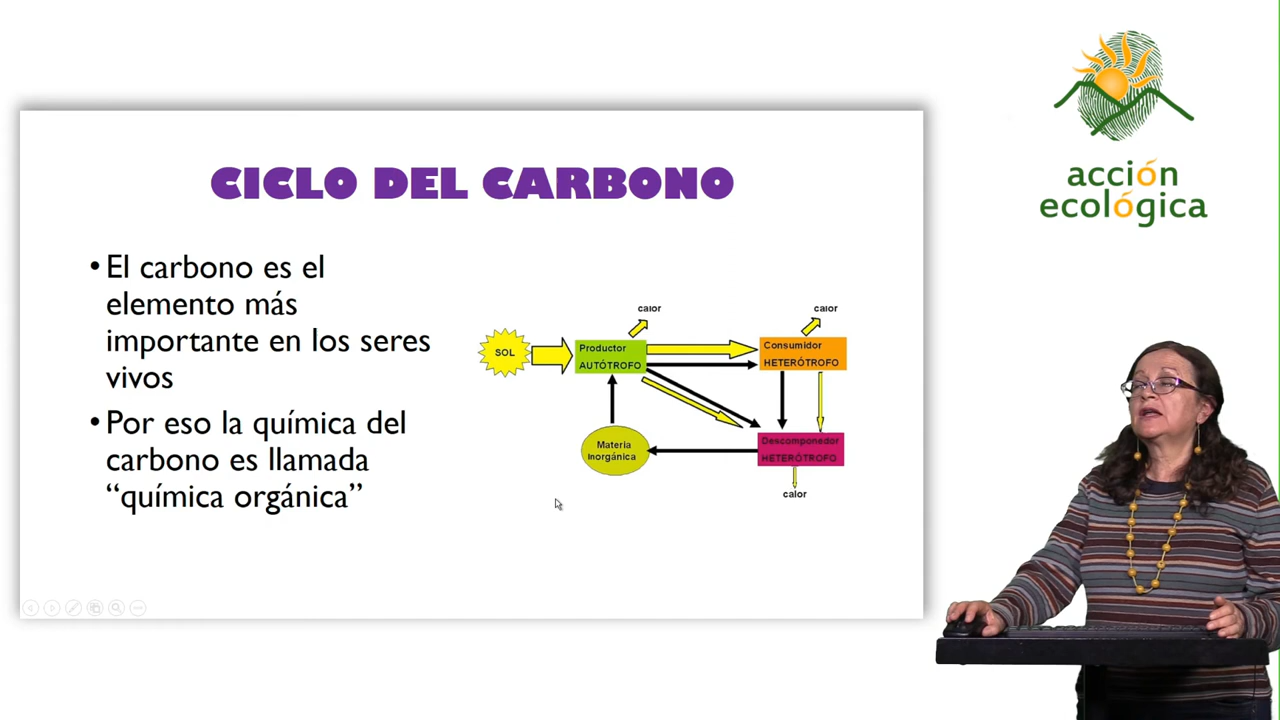 CICLO DEL CARBONO
• El carbono es el
elemento más
importante en los seres
vivos
• Por eso la química del
carbono es llamada
“química orgánica”
calor
calor
SOL
Productor
AUTÓTROFO
Consumidor
HETERÓTROFO
Materia
inorgánica
Descomponedor
HETERÓTROFO
calor
acción
ecológica